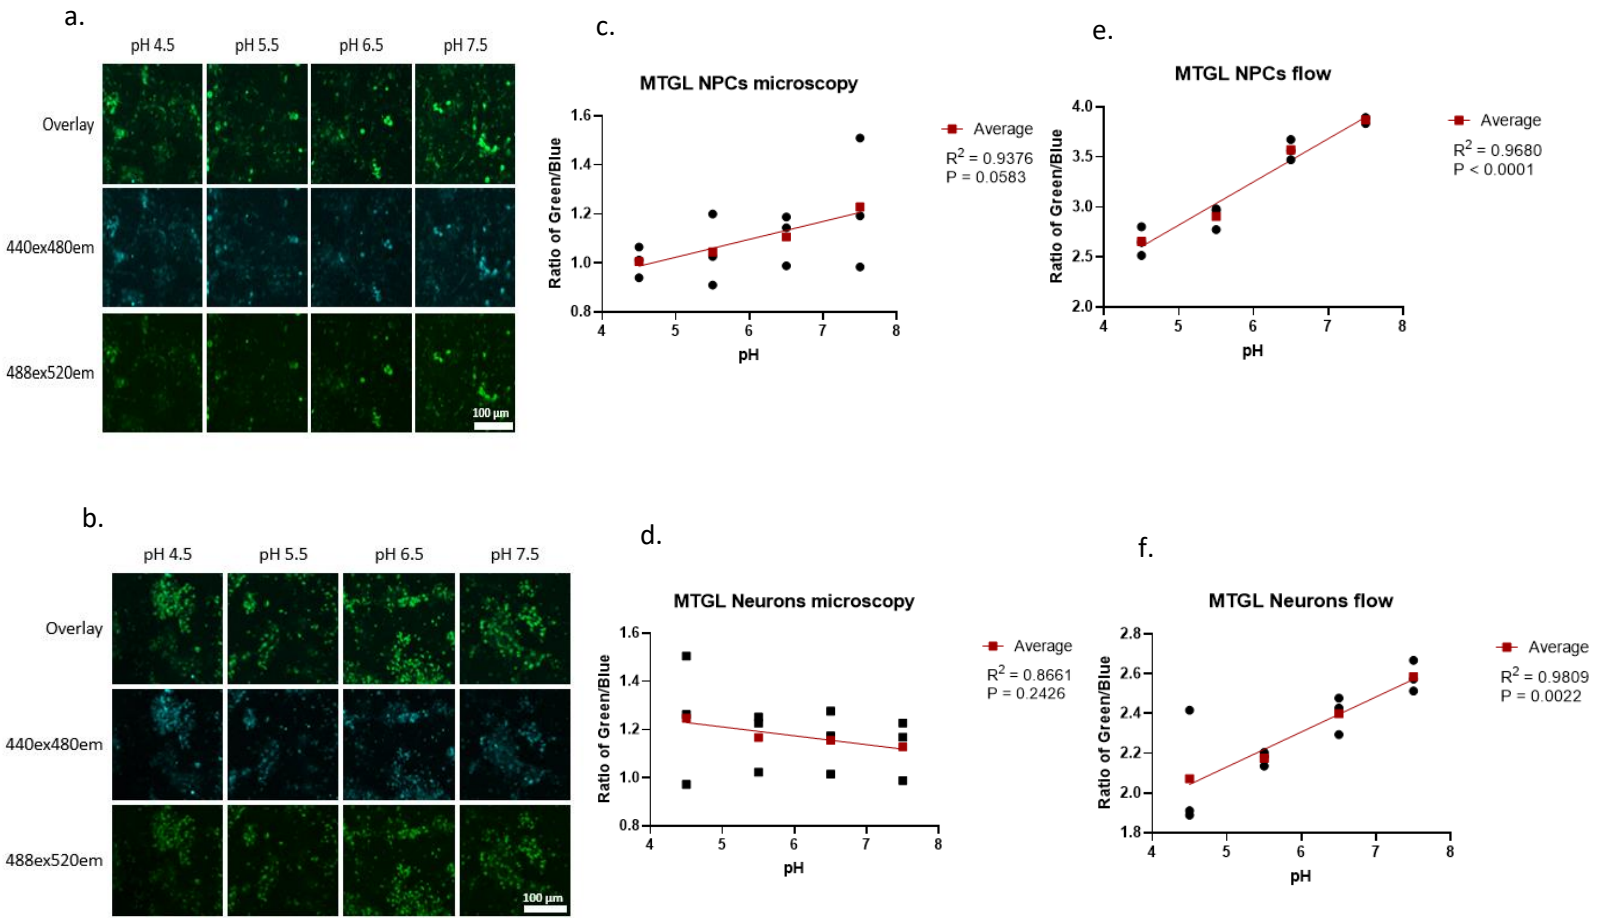 a.
pH 4.5 pH 5.5 pH 6.5 pH 7.5
Overlay
440ex480em
488ex520em
100 µm
c.
MTGL NPCs microscopy
Ratio of Green/Blue
1.6
1.4
1.2
1.0
0.8
4 5 6 7 8
pH
Average
R² = 0.9376
P = 0.0583
e.
MTGL NPCs flow
Ratio of Green/Blue
4.0
3.5
3.0
2.5
2.0
4 5 6 7 8
pH
Average
R² = 0.9680
P < 0.0001
b.
pH 4.5 pH 5.5 pH 6.5 pH 7.5
Overlay
440ex480em
488ex520em
100 µm
d.
MTGL Neurons microscopy
Ratio of Green/Blue
1.6
1.4
1.2
1.0
0.8
4 5 6 7 8
pH
Average
R² = 0.8661
P = 0.2426
f.
MTGL Neurons flow
Ratio of Green/Blue
2.8
2.6
2.4
2.2
2.0
1.8
4 5 6 7 8
pH
Average
R² = 0.9809
P = 0.0022